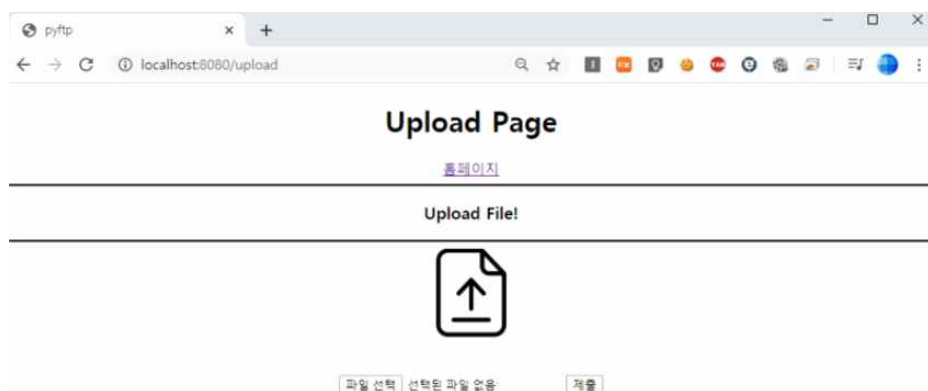 pyftp
localhost:8080/upload
Upload Page
홈페이지
Upload File!
파일 선택 선택된 파일 없음 제출